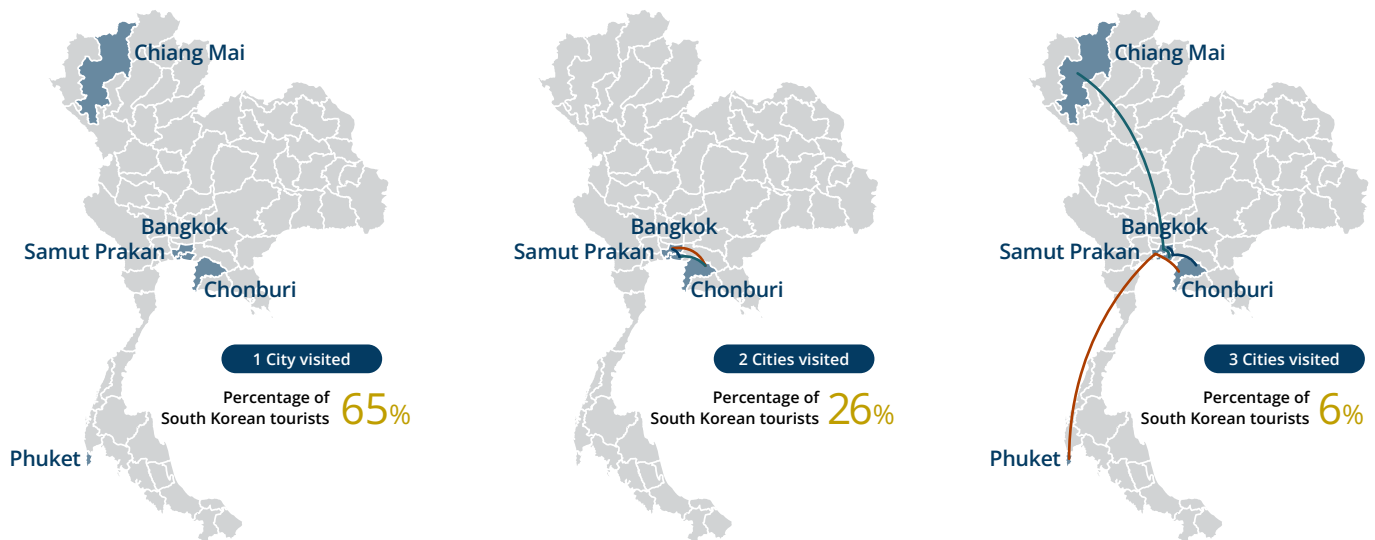 Chiang Mai
Bangkok
Samut Prakan
Chonburi
1 City visited
Percentage of
South Korean tourists 65%
Phuket
Bangkok
Samut Prakan
Chonburi
2 Cities visited
Percentage of
South Korean tourists 26%
Chiang Mai
Bangkok
Samut Prakan
Chonburi
3 Cities visited
Percentage of
South Korean tourists 6%
Phuket